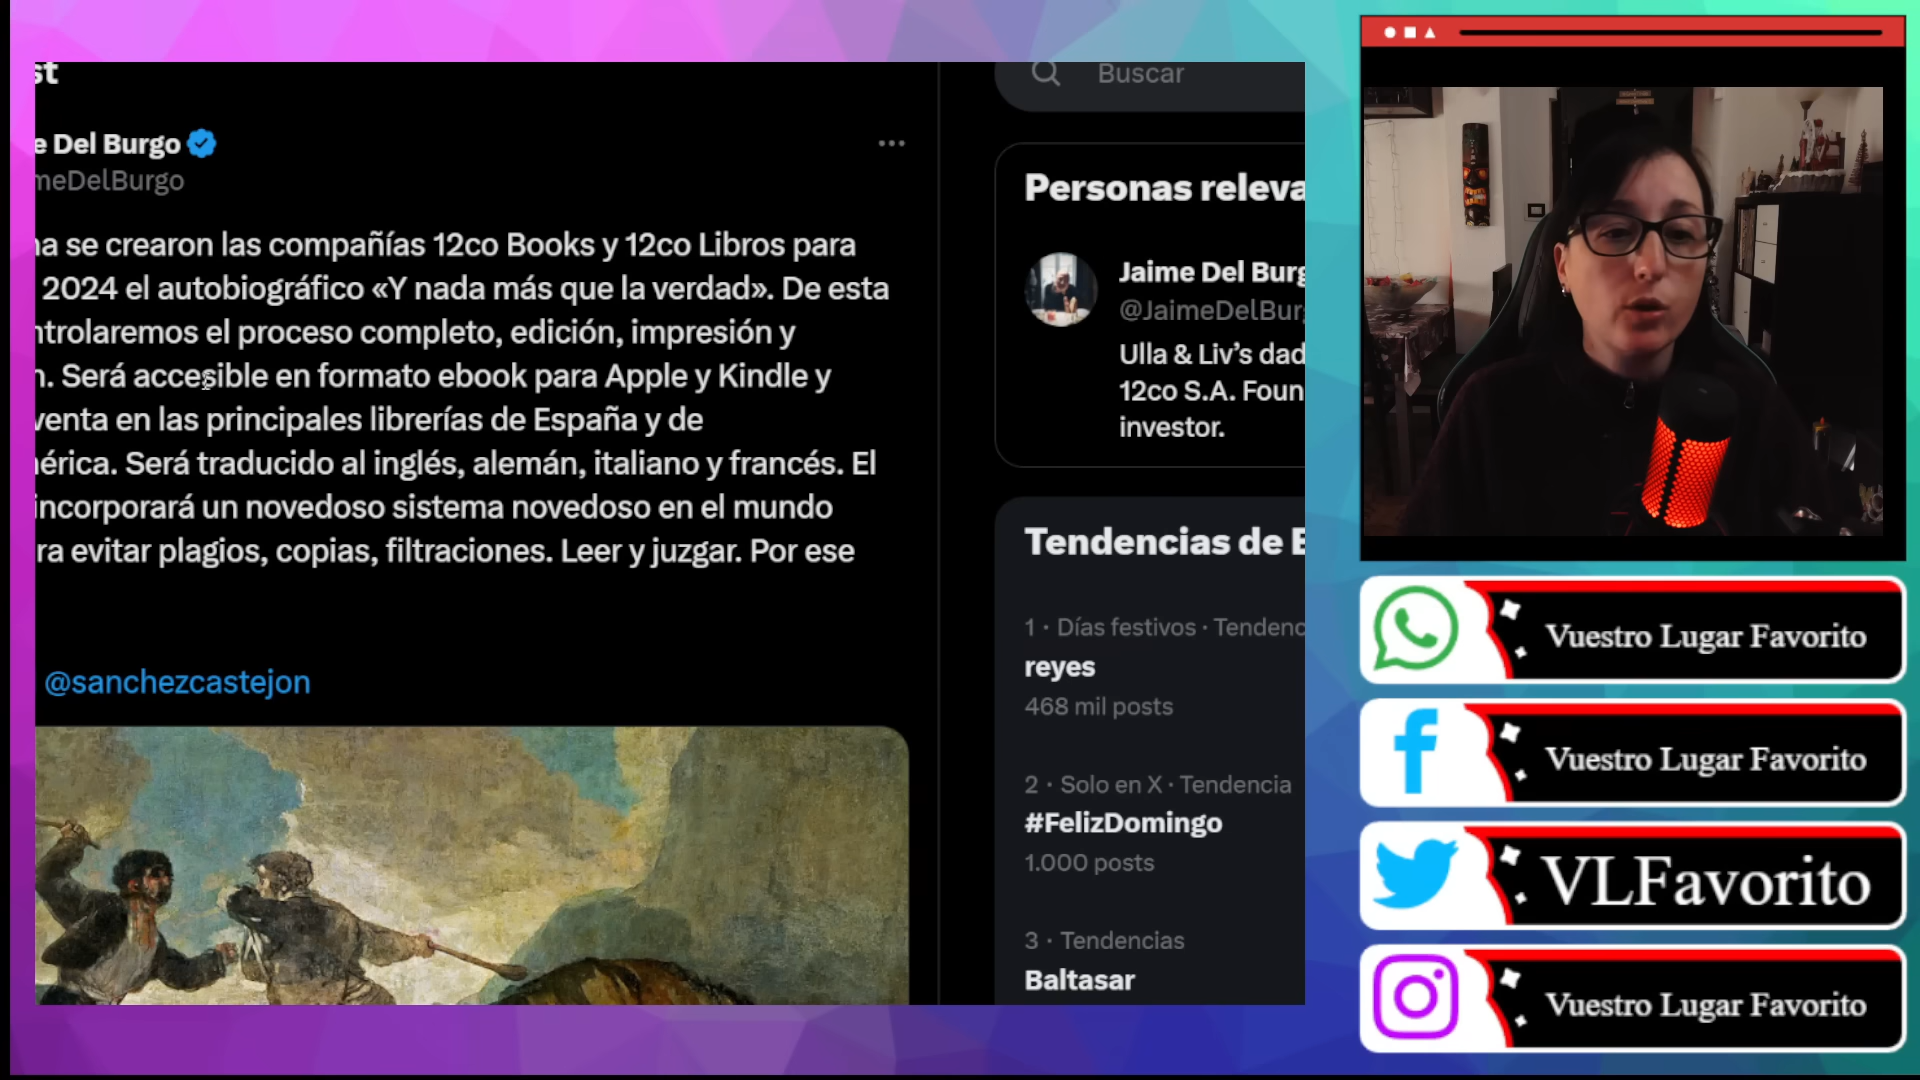 st
e Del Burgo
meDelBurgo
na se crearon las compañías 12co Books y 12co Libros para
2024 el autobiográfico «Y nada más que la verdad». De esta
ntrolaremos el proceso completo, edición, impresión y
n. Será accesible en formato ebook para Apple y Kindle y
venta en las principales librerías de España y de
mérica. Será traducido al inglés, alemán, italiano y francés. El
incorporará un novedoso sistema novedoso en el mundo
ra evitar plagios, copias, filtraciones. Leer y juzgar. Por ese
@sanchezcastejon
Buscar
Personas releva
Jaime Del Burg
@JaimeDelBur
Ulla & Liv’s dad
12co S.A. Foun
investor.
Tendencias de E
1 · Días festivos · Tendenc
reyes
468 mil posts
2 · Solo en X · Tendencia
#FelizDomingo
1.000 posts
3 · Tendencias
Baltasar
Vuestro Lugar Favorito
Vuestro Lugar Favorito
VLFavorito
Vuestro Lugar Favorito